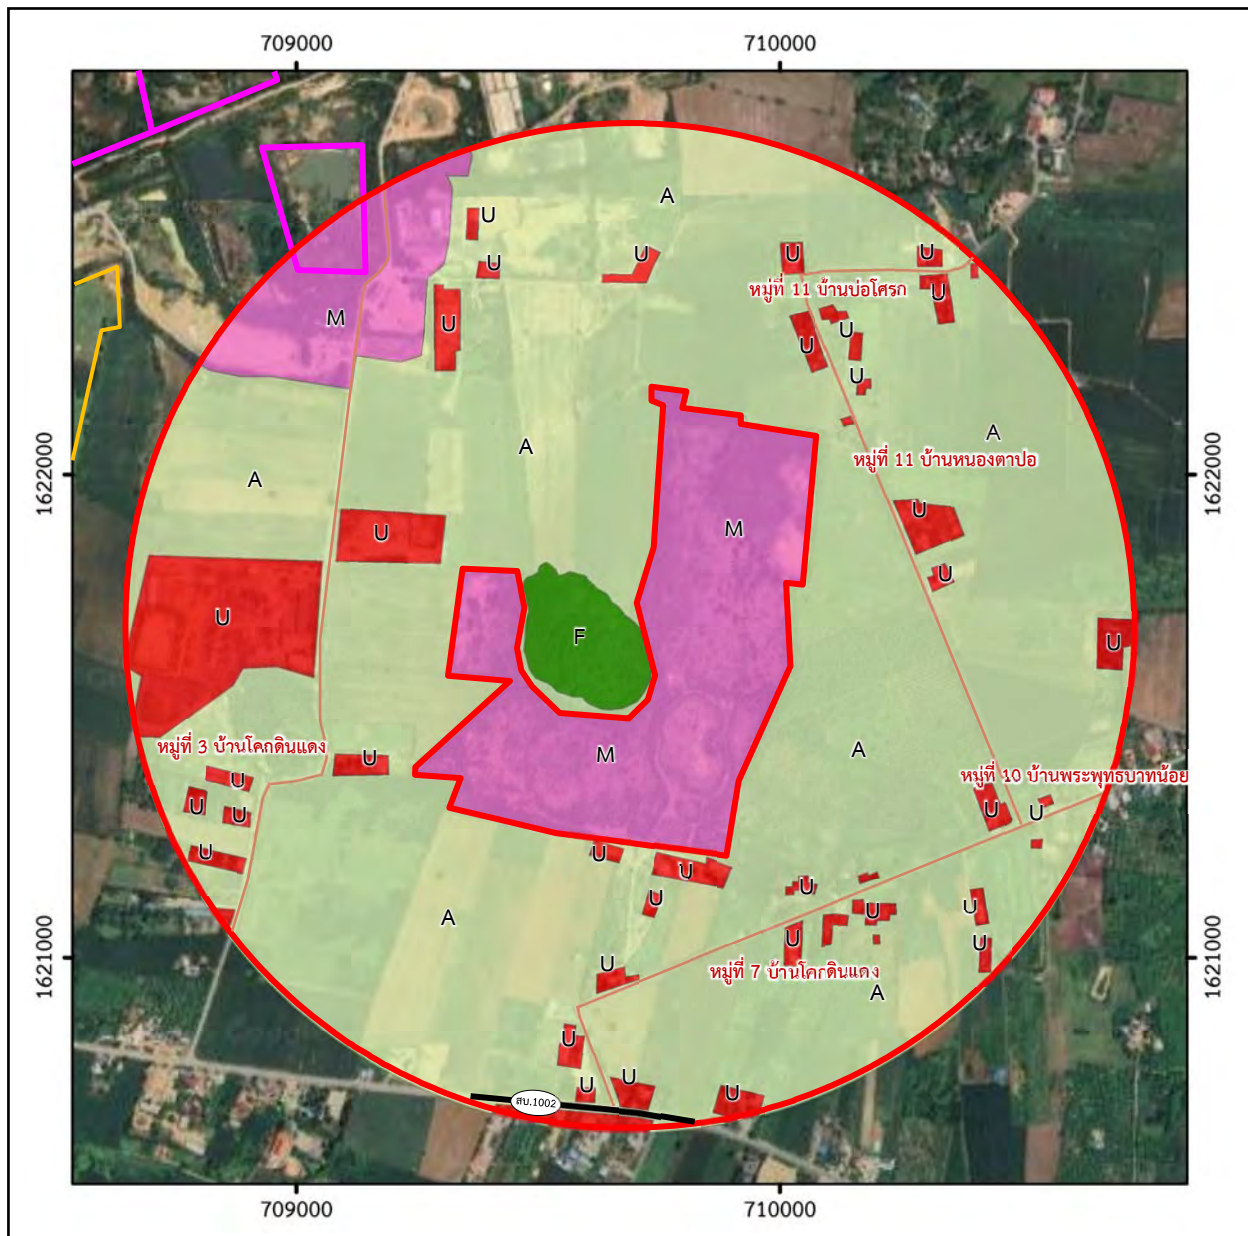 709000 710000
A
U
U
U
U
U
หมู่ที่ 11 บ้านบ่อโศรก
U
M
U
U
U
U
A
A
หมู่ที่ 11 บ้านหนองตาปอ
1622000
1622000
A
U
M
U
U
U
F
U
U
หมู่ที่ 3 บ้านโคกดินแดง
M
A
U
หมู่ที่ 10 บ้านพระพุทธบาทน้อย
U
U
U
U
U
U
U
U
U
U
A
U
U
U
U
U
1621000
1621000
หมู่ที่ 7 บ้านโคกดินแดง
A
U
U
U
U
สบ.1002
709000 710000